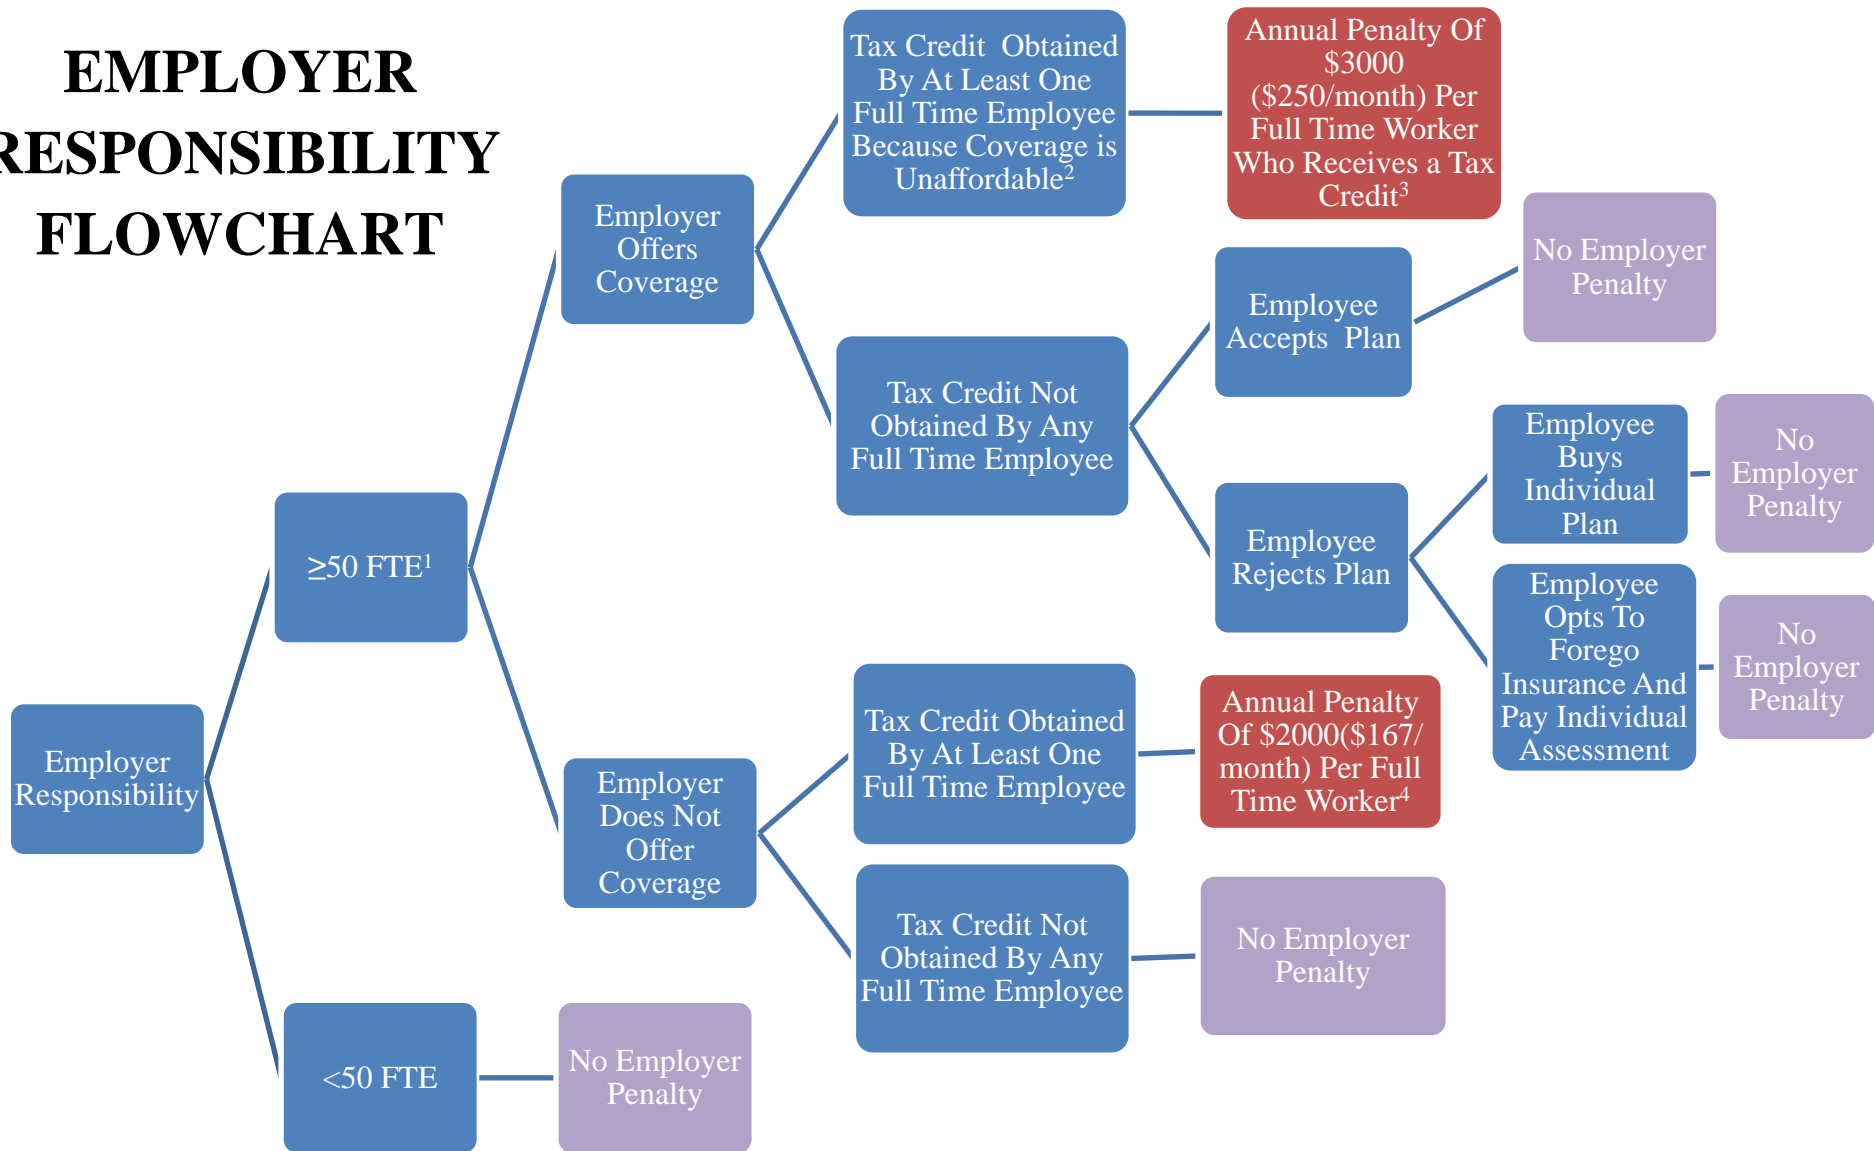 EMPLOYER
RESPONSIBILITY
FLOWCHART
Employer
Responsibility
≥50 FTE1
<50 FTE
No Employer
Penalty
Employer
Offers
Coverage
Employer
Does Not
Offer
Coverage
Tax Credit  Obtained
By At Least One
Full Time Employee
Because Coverage is
Unaffordable2
Annual Penalty Of
$3000
($250/month) Per
Full Time Worker
Who Receives a Tax
Credit3
Tax Credit Not
Obtained By Any
Full Time Employee
Employee
Accepts  Plan
No Employer
Penalty
Employee
Rejects Plan
Employee
Buys
Individual
Plan
No
Employer
Penalty
Employee
Opts To
Forego
Insurance And
Pay Individual
Assessment
No
Employer
Penalty
Tax Credit Obtained
By At Least One
Full Time Employee
Annual Penalty
Of $2000($167/
month) Per Full
Time Worker4
Tax Credit Not
Obtained By Any
Full Time Employee
No Employer
Penalty